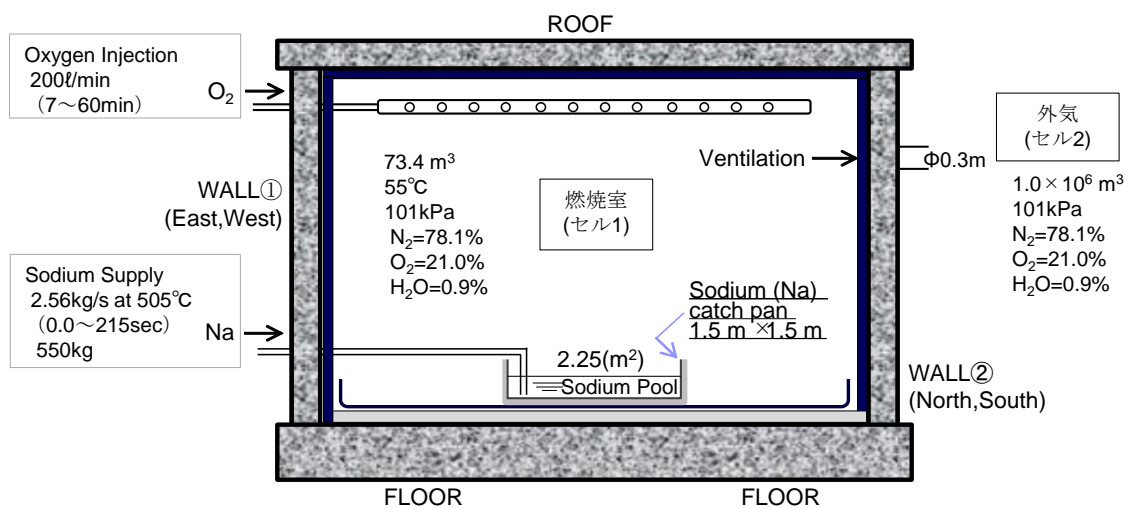 ROOF
Oxygen Injection
200ℓ/min
(7～60min)
O₂
WALL①
(East,West)
Sodium Supply
2.56kg/s at 505℃
(0.0～215sec)
550kg
Na
73.4 m³
55℃
101kPa
N₂=78.1%
O₂=21.0%
H₂O=0.9%
燃焼室
(セル1)
Ventilation
Φ0.3m
外気
(セル2)
1.0×10⁶ m³
101kPa
N₂=78.1%
O₂=21.0%
H₂O=0.9%
Sodium (Na)
catch pan
1.5 m ×1.5 m
2.25(m²)
Sodium Pool
WALL②
(North,South)
FLOOR
FLOOR